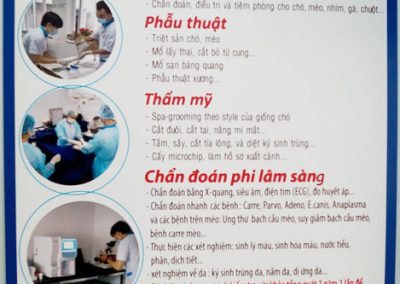 - Chẩn đoán, điều trị và tiêm phòng cho chó, mèo, nhím, gà, chuột...
Phẫu thuật
- Triệt sản chó, mèo
- Mổ lấy thai, cắt bỏ tử cung...
- Mổ sạn bàng quang
- Phẫu thuật xương...
Thẩm mỹ
- Spa-grooming theo style của giống chó
- Cắt đuôi, cắt tai, nâng mí mắt...
- Tắm, sấy, cắt tỉa lông, và diệt ký sinh trùng...
- Cấy microchip, làm hồ sơ xuất cảnh...
Chẩn đoán phi lâm sàng
- Chẩn đoán bằng X-quang, siêu âm, điện tim (ECG), đo huyết áp...
- Chẩn đoán nhanh các bệnh : Carre, Parvo, Adeno, E.canis, Anaplasma
và các bệnh trên mèo: Ung thư bạch cầu mèo, suy giảm bạch cầu mèo,
bệnh carre mèo...
- Thực hiện các xét nghiệm: sinh lý máu, sinh hóa máu, nước tiểu,
phân, dịch tiết...
- xét nghiệm về da : ký sinh trùng da, nấm da, dị ứng da...
1 năm 1 lần để